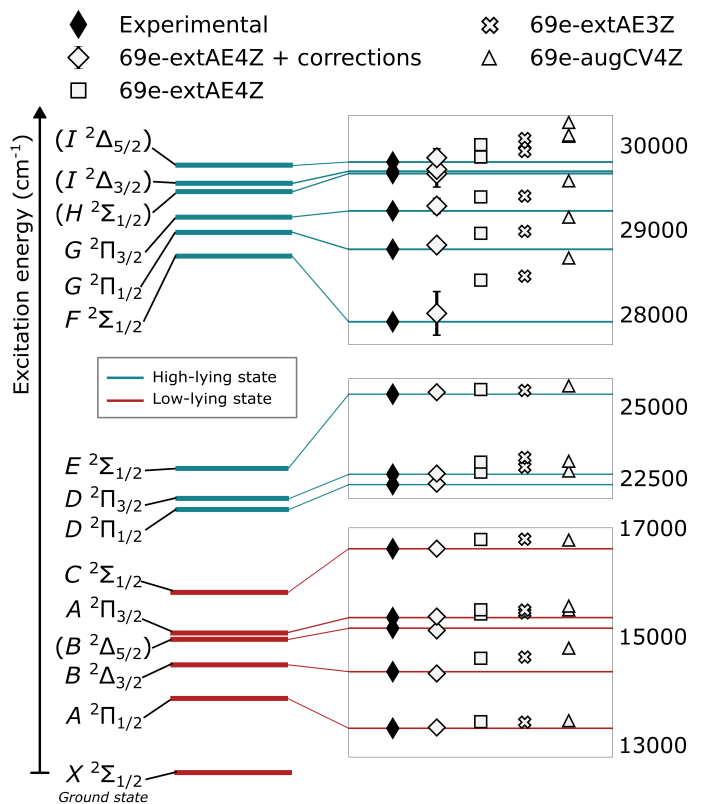 Experimental
69e-extAE4Z + corrections
69e-extAE4Z
69e-extAE3Z
69e-augCV4Z
Excitation energy (cm⁻¹)
(I ²Δ₅/₂)
(I ²Δ₃/₂)
(H ²Σ₁/₂)
G ²Π₃/₂
G ²Π₁/₂
F ²Σ₁/₂
30000
29000
28000
High-lying state
Low-lying state
E ²Σ₁/₂
D ²Π₃/₂
D ²Π₁/₂
25000
22500
C ²Σ₁/₂
A ²Π₃/₂
(B ²Δ₅/₂)
B ²Δ₃/₂
A ²Π₁/₂
17000
15000
13000
X ²Σ₁/₂
Ground state